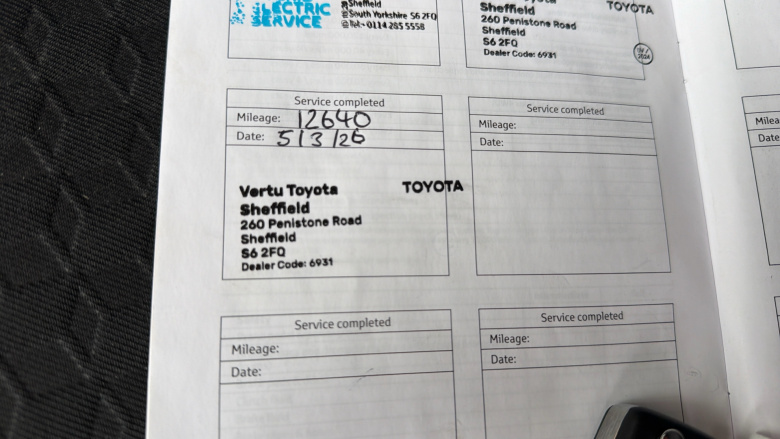 ELECTRIC
SERVICE
Sheffield
South Yorkshire S6 2FQ
Tel:- 0114 285 5558
TOYOTA
260 Penistone Road
Sheffield
S6 2FQ
Dealer Code: 6931
Service completed
Mileage: 12640
Date: 5/3/26
Vertu Toyota TOYOTA
Sheffield
260 Penistone Road
Sheffield
S6 2FQ
Dealer Code: 6931
Service completed
Mileage:
Date:
Service completed
Mileage:
Date:
Service completed
Mileage:
Date:
Date